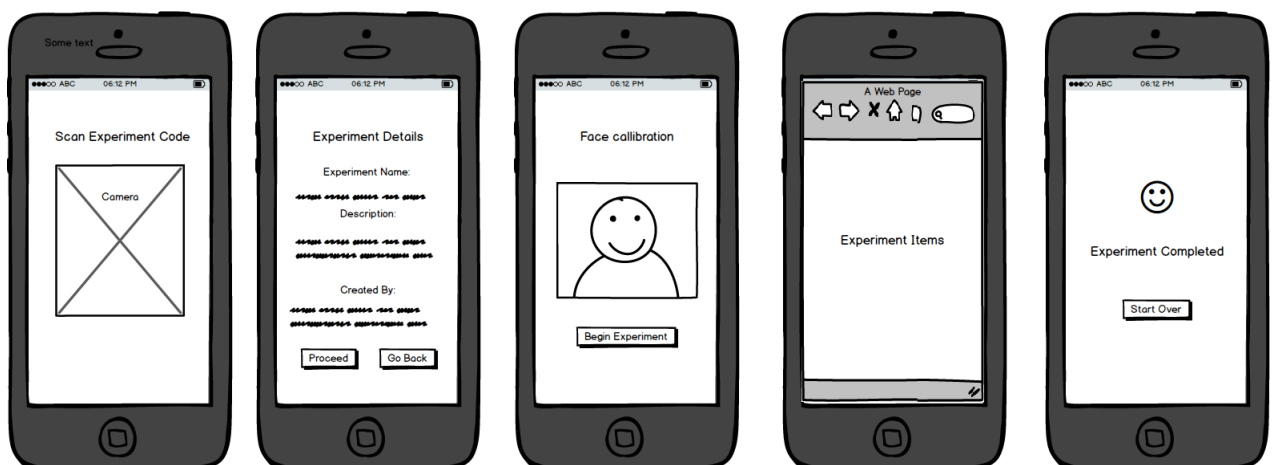 Some text
ABC 06:12 PM
Scan Experiment Code
Camera
ABC 06:12 PM
Experiment Details
Experiment Name:
Description:
Created By:
Proceed Go Back
ABC 06:12 PM
Face callibration
Begin Experiment
A Web Page
Experiment Items
ABC 06:12 PM
Experiment Completed
Start Over